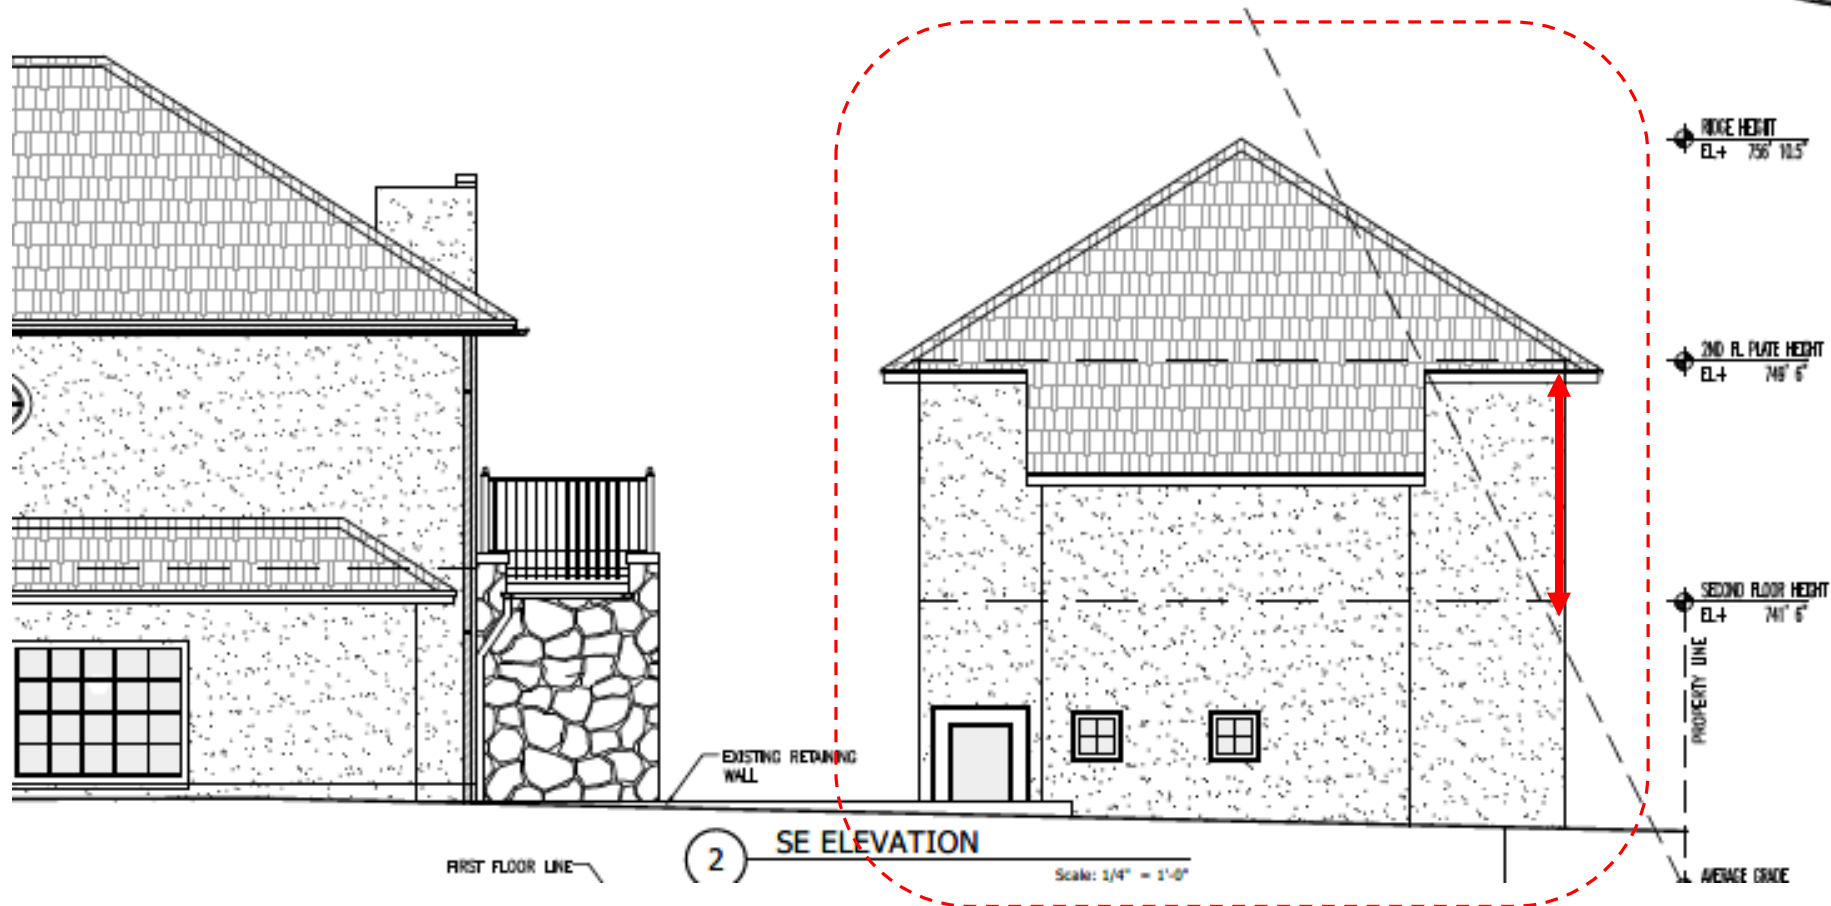 RIDGE HEIGHT
EL+ 756' 10.5"
2ND FL PLATE HEIGHT
EL+ 749' 6"
SECOND FLOOR HEIGHT
EL+ 741' 6"
PROPERTY LINE
EXISTING RETAINING
WALL
2 SE ELEVATION
Scale: 1/4" = 1'-0"
FIRST FLOOR LINE
AVERAGE GRADE